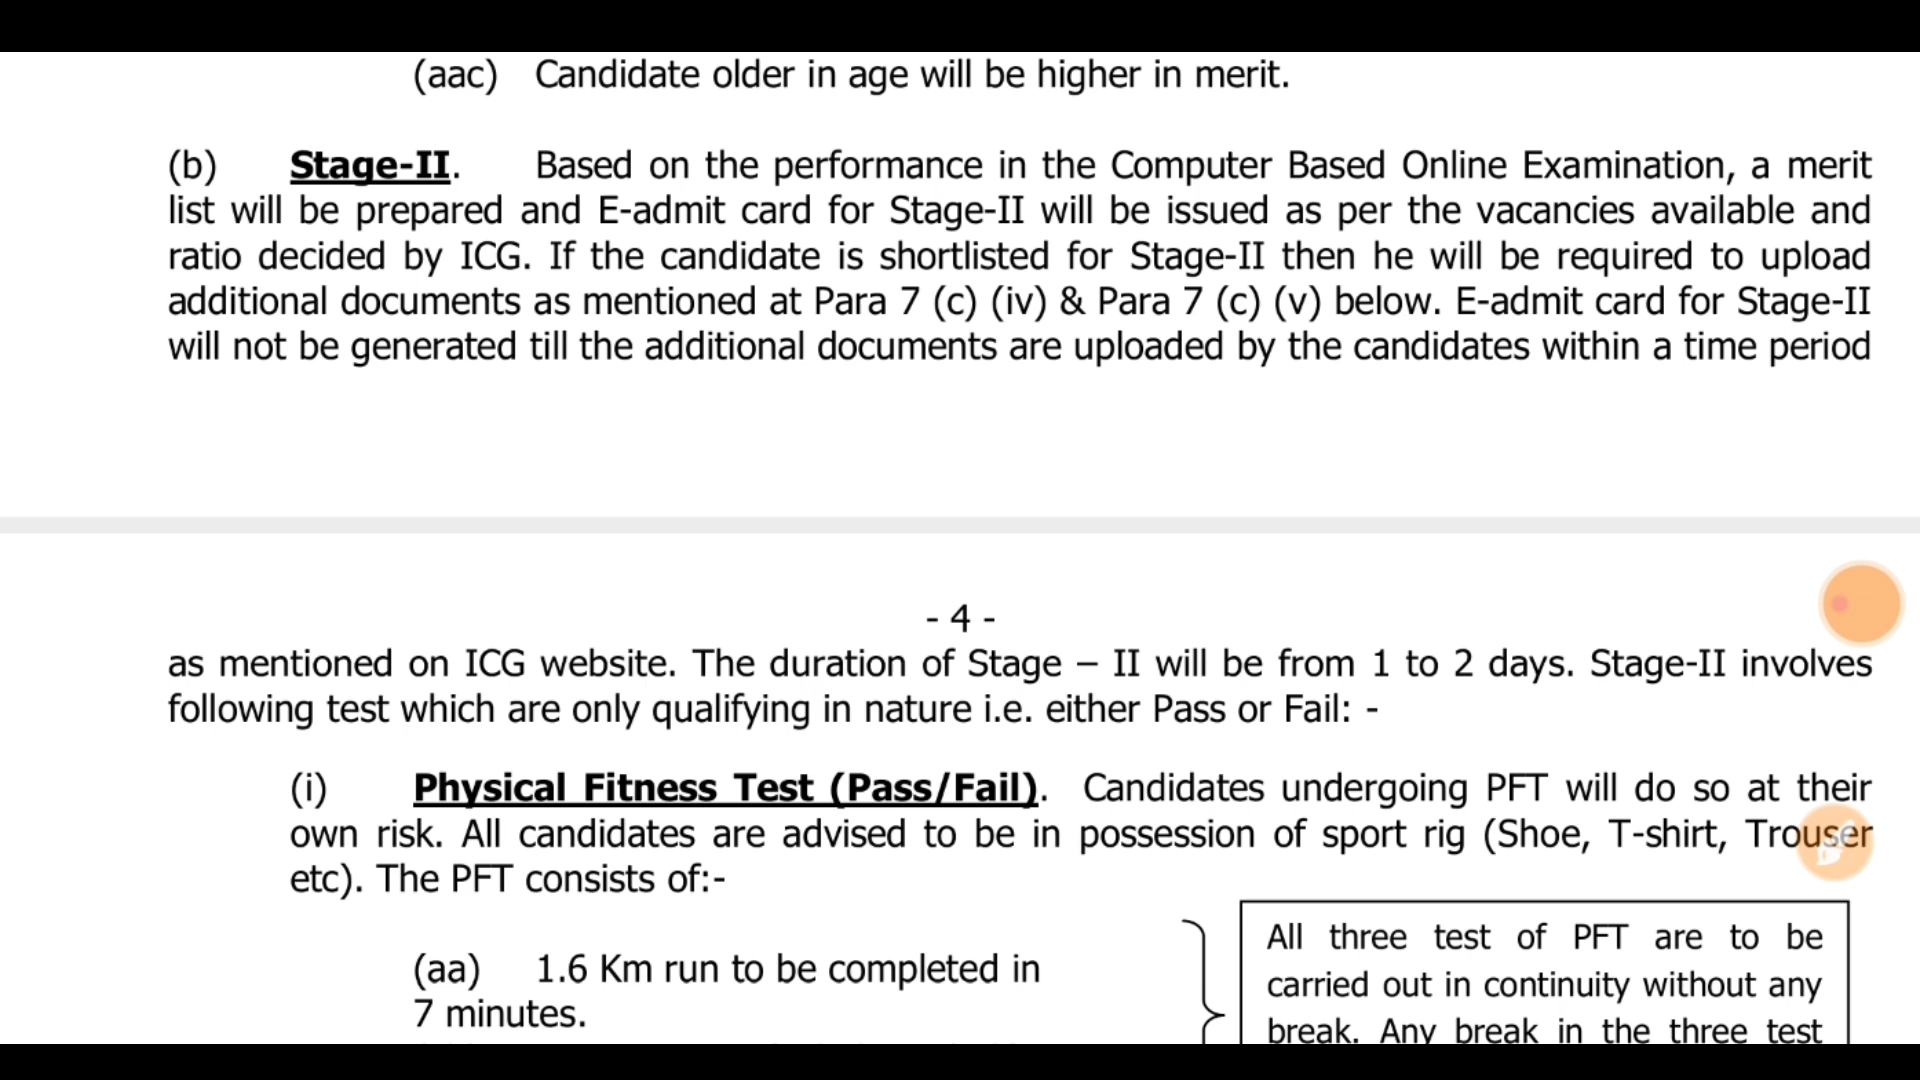 (aac) Candidate older in age will be higher in merit.
(b) Stage-II. Based on the performance in the Computer Based Online Examination, a merit
list will be prepared and E-admit card for Stage-II will be issued as per the vacancies available and
ratio decided by ICG. If the candidate is shortlisted for Stage-II then he will be required to upload
additional documents as mentioned at Para 7 (c) (iv) & Para 7 (c) (v) below. E-admit card for Stage-II
will not be generated till the additional documents are uploaded by the candidates within a time period
- 4 -
as mentioned on ICG website. The duration of Stage – II will be from 1 to 2 days. Stage-II involves
following test which are only qualifying in nature i.e. either Pass or Fail: -
(i) Physical Fitness Test (Pass/Fail). Candidates undergoing PFT will do so at their
own risk. All candidates are advised to be in possession of sport rig (Shoe, T-shirt, Trouser
etc). The PFT consists of:-
(aa) 1.6 Km run to be completed in
7 minutes.
All three test of PFT are to be
carried out in continuity without any
break. Any break in the three test